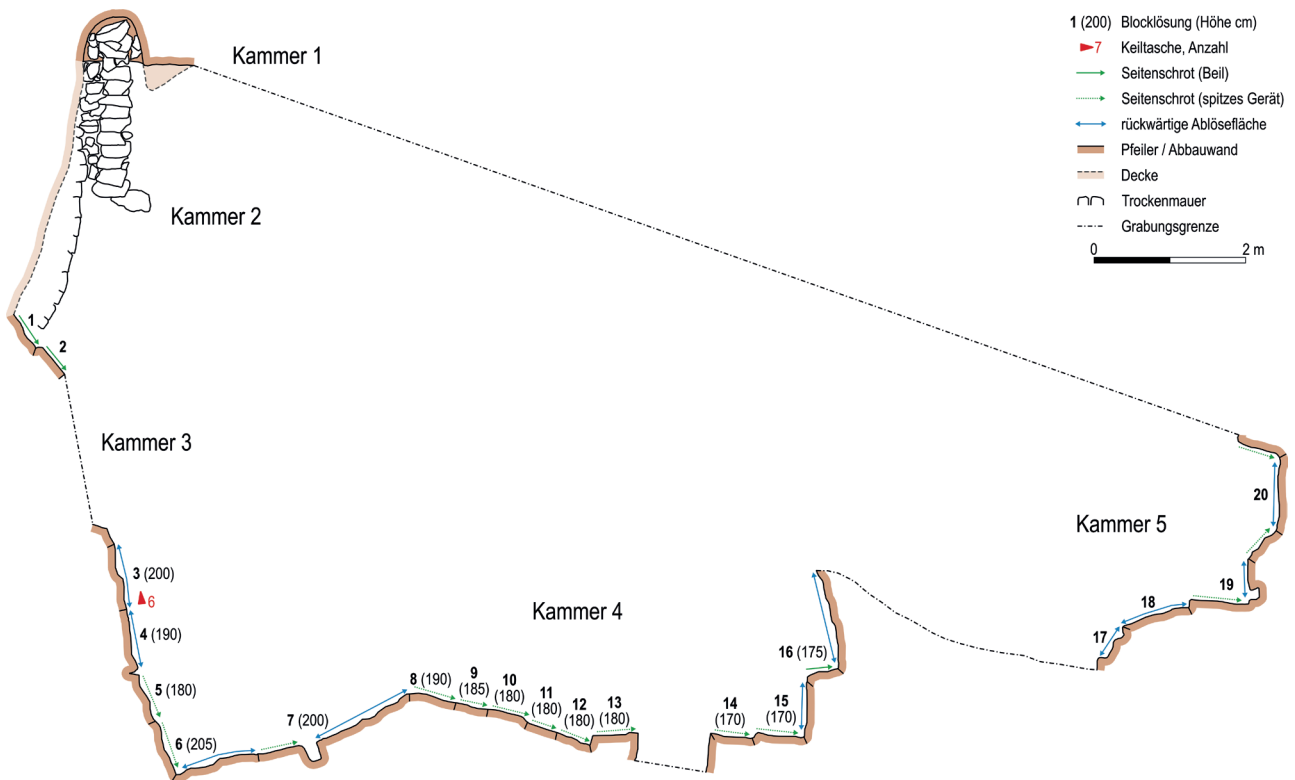 1 (200) Blocklösung (Höhe cm)
7 Keiltasche, Anzahl
Seitenschrot (Beil)
Seitenschrot (spitzes Gerät)
rückwärtige Ablösefläche
Pfeiler / Abbauwand
Decke
Trockenmauer
Grabungsgrenze
0 2 m
Kammer 1
Kammer 2
1
2
Kammer 3
3 (200)
6
4 (190)
5 (180)
6 (205)
7 (200)
Kammer 4
8 (190)
9
(185)
10
(180)
11
(180)
12
(180)
13
(180)
14
(170)
15
(170)
16 (175)
Kammer 5
17
18
19
20